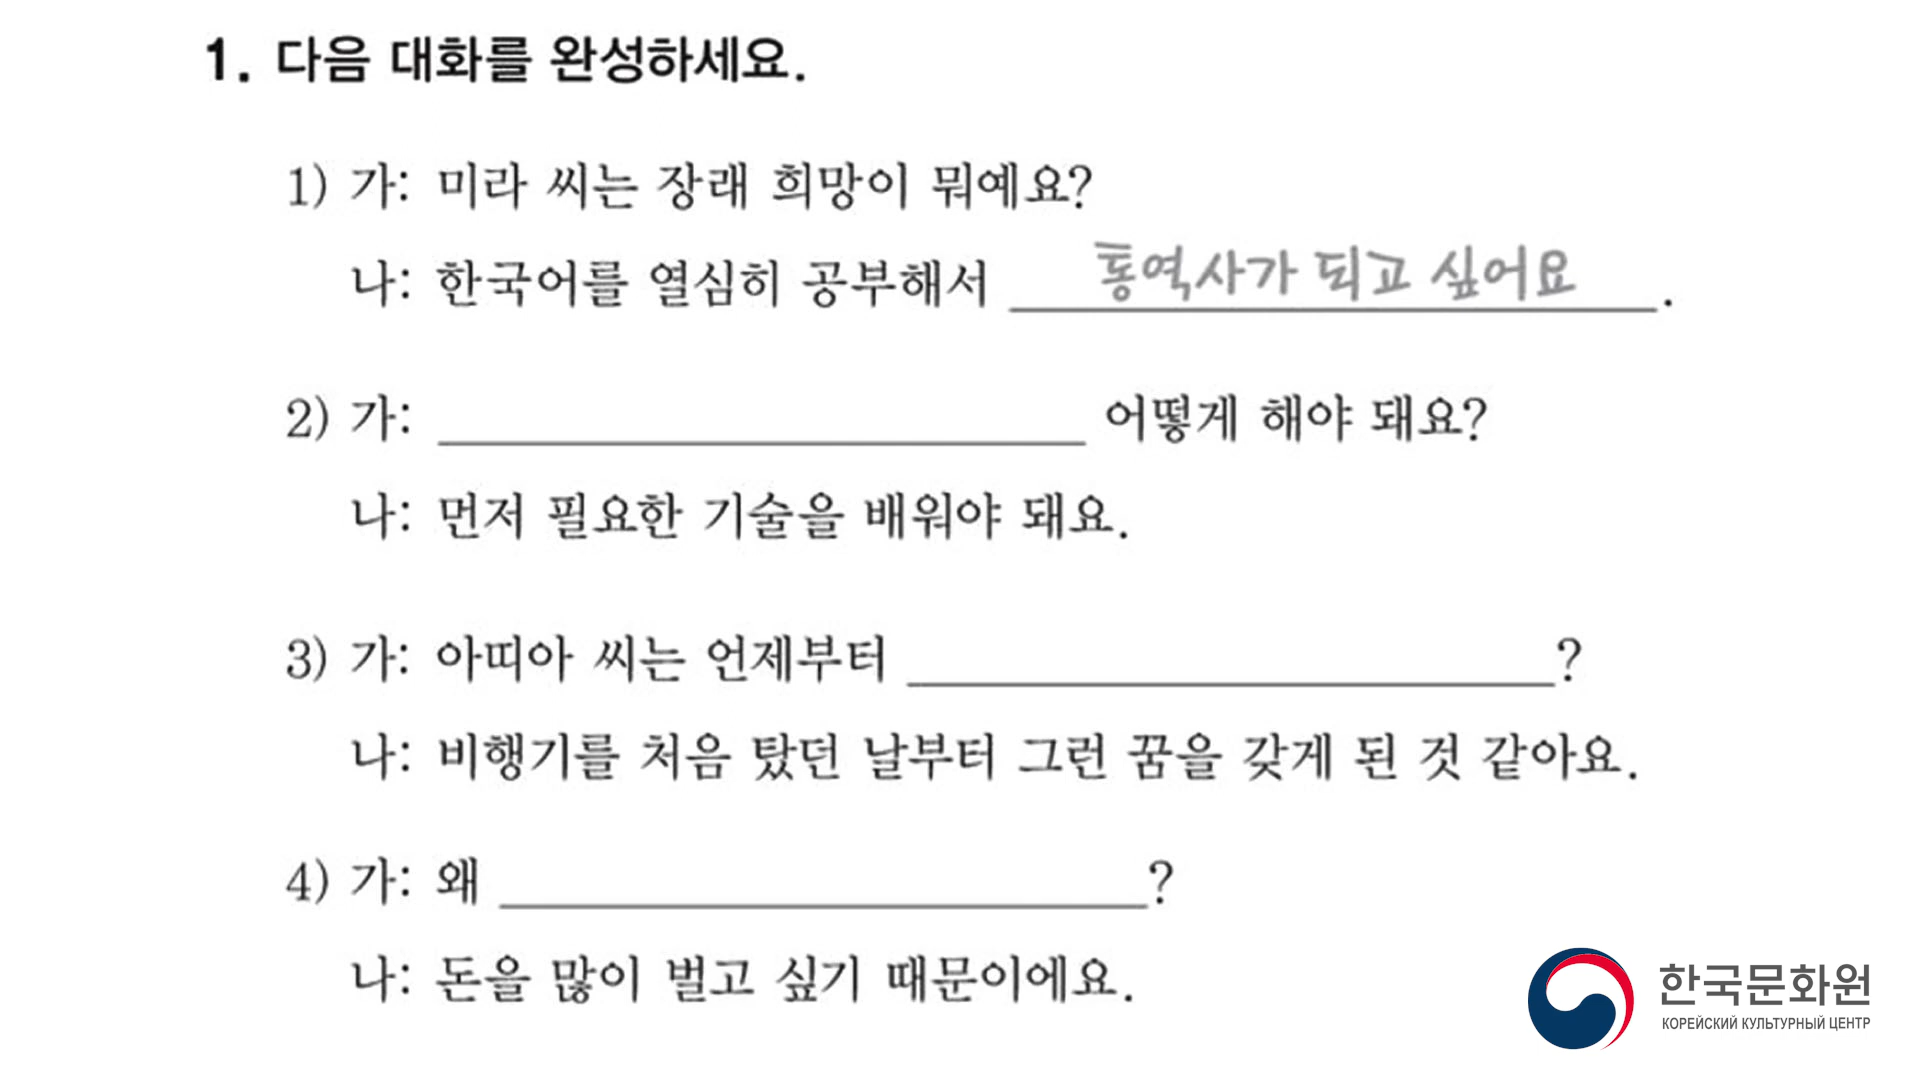 1. 다음 대화를 완성하세요.
1) 가: 미라 씨는 장래 희망이 뭐예요?
나: 한국어를 열심히 공부해서 통역사가 되고 싶어요.
2) 가: ______________ 어떻게 해야 돼요?
나: 먼저 필요한 기술을 배워야 돼요.
3) 가: 아띠아 씨는 언제부터 ______________?
나: 비행기를 처음 탔던 날부터 그런 꿈을 갖게 된 것 같아요.
4) 가: 왜 ______________?
나: 돈을 많이 벌고 싶기 때문이에요.
한국문화원
КОРЕЙСКИЙ КУЛЬТУРНЫЙ ЦЕНТР